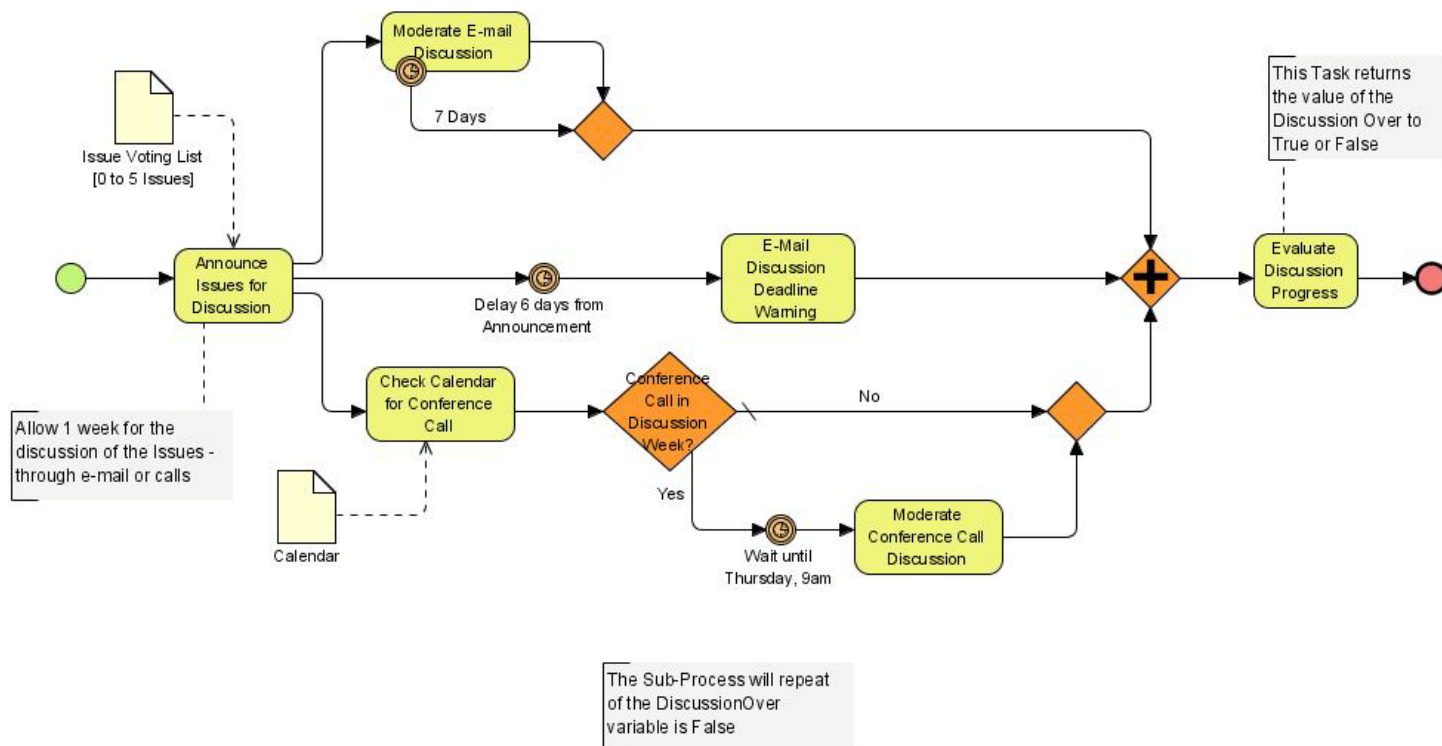 Moderate E-mail
Discussion
7 Days
This Task returns
the value of the
Discussion Over to
True or False
Issue Voting List
[0 to 5 Issues]
Announce
Issues for
Discussion
Delay 6 days from
Announcement
E-Mail
Discussion
Deadline
Warning
Evaluate
Discussion
Progress
Allow 1 week for the
discussion of the Issues -
through e-mail or calls
Check Calendar
for Conference
Call
Conference
Call in
Discussion
Week?
No
Yes
Calendar
Wait until
Thursday, 9am
Moderate
Conference Call
Discussion
The Sub-Process will repeat
of the DiscussionOver
variable is False